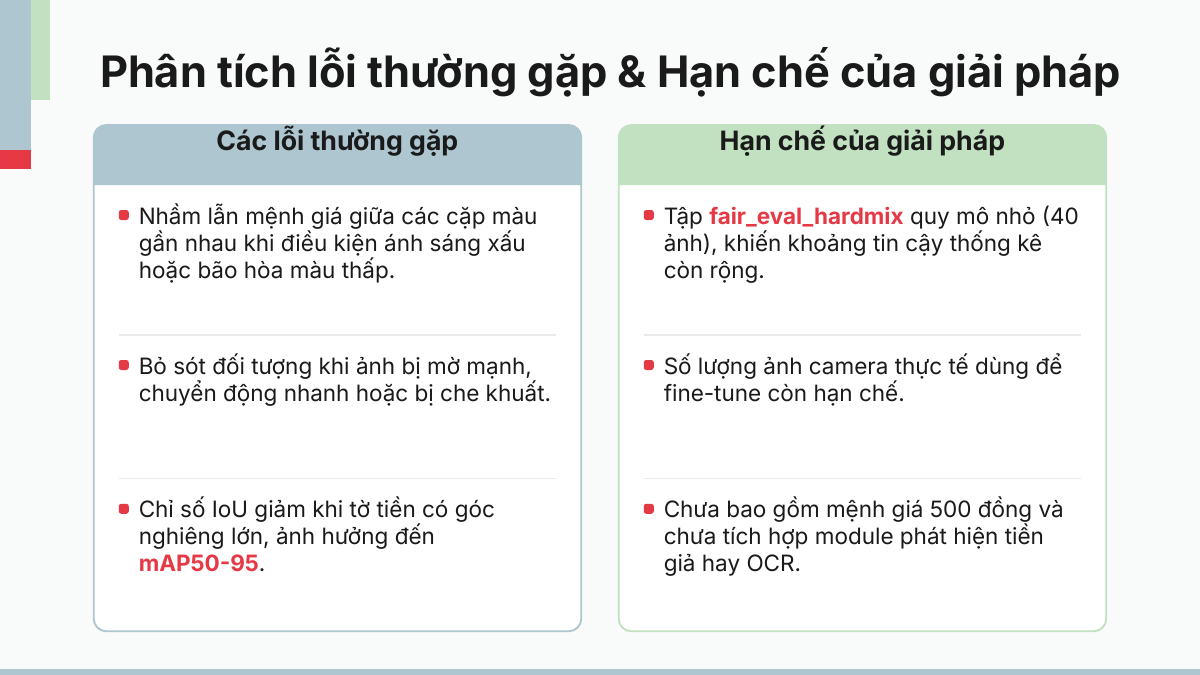 Phân tích lỗi thường gặp & Hạn chế của giải pháp
Các lỗi thường gặp
Nhầm lẫn mệnh giá giữa các cặp màu
gần nhau khi điều kiện ánh sáng xấu
hoặc bão hòa màu thấp.
Bỏ sót đối tượng khi ảnh bị mờ mạnh,
chuyển động nhanh hoặc bị che khuất.
Chỉ số IoU giảm khi tờ tiền có góc
nghiêng lớn, ảnh hưởng đến
mAP50-95.
Hạn chế của giải pháp
Tập fair_eval_hardmix quy mô nhỏ (40
ảnh), khiến khoảng tin cậy thống kê
còn rộng.
Số lượng ảnh camera thực tế dùng để
fine-tune còn hạn chế.
Chưa bao gồm mệnh giá 500 đồng và
chưa tích hợp module phát hiện tiền
giả hay OCR.